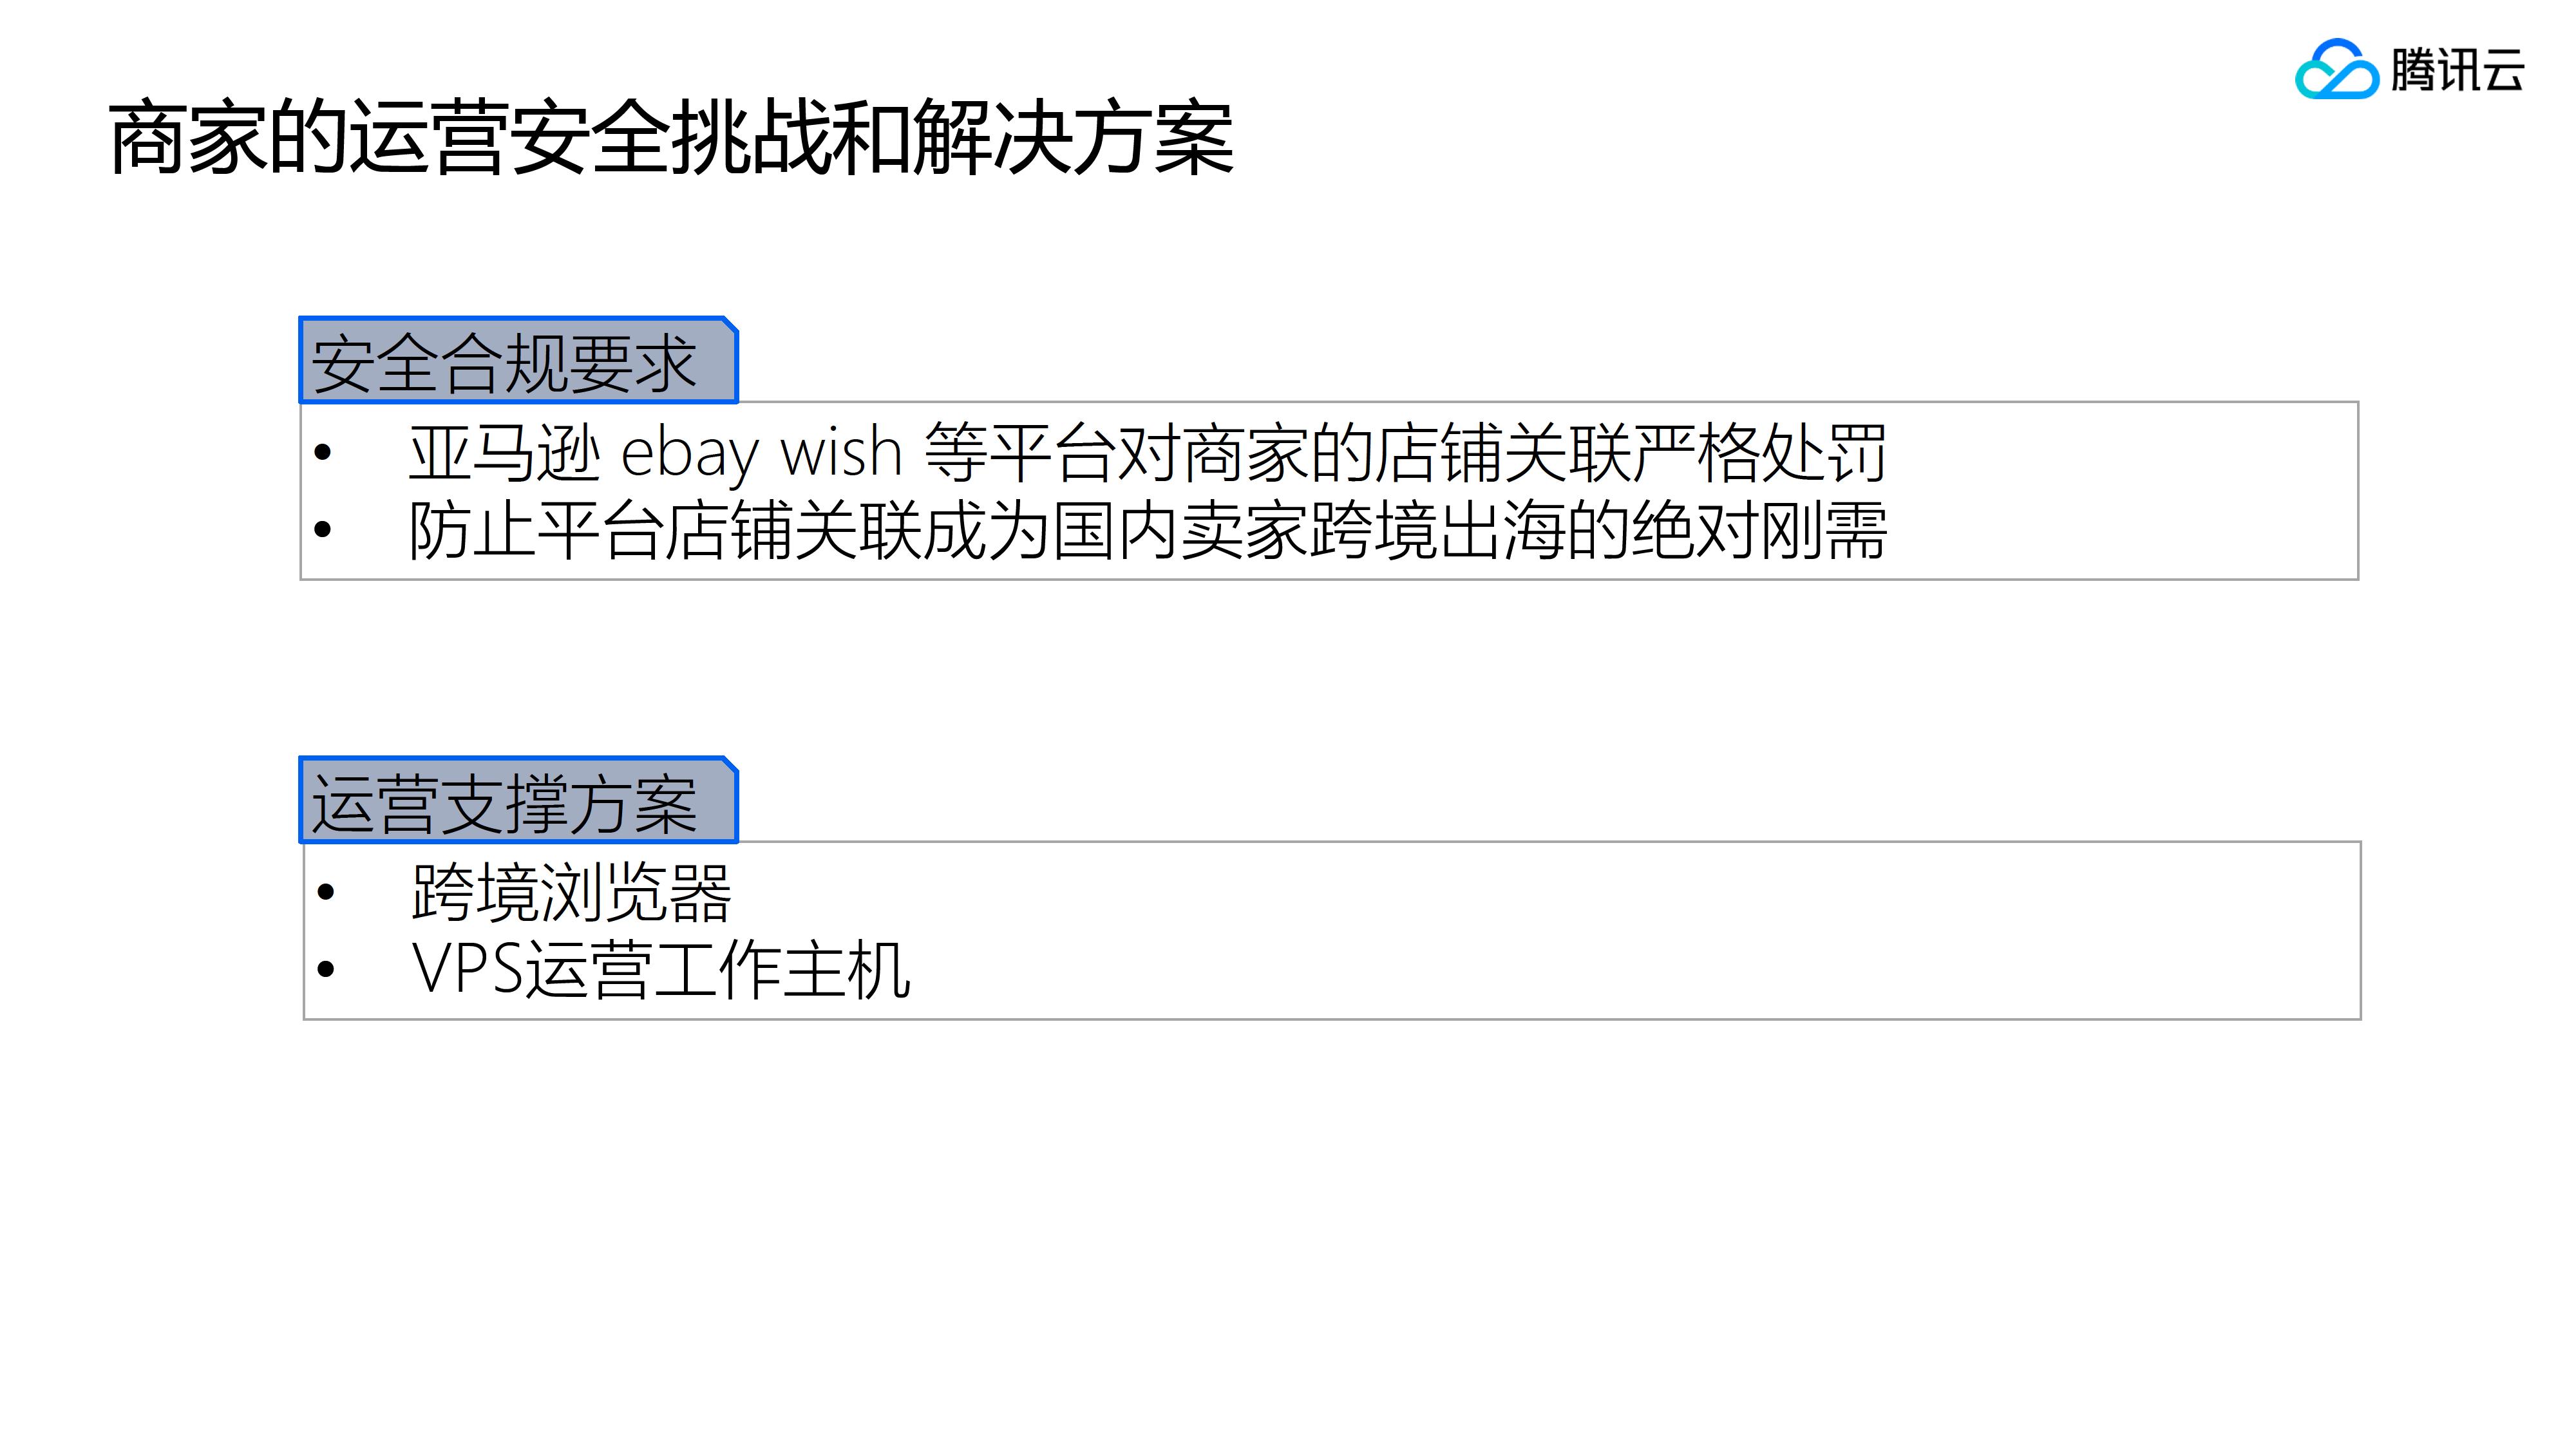 腾讯云
商家的运营安全挑战和解决方案
安全合规要求
• 亚马逊 ebay wish 等平台对商家的店铺关联严格处罚
• 防止平台店铺关联成为国内卖家跨境出海的绝对刚需
运营支撑方案
• 跨境浏览器
• VPS运营工作主机